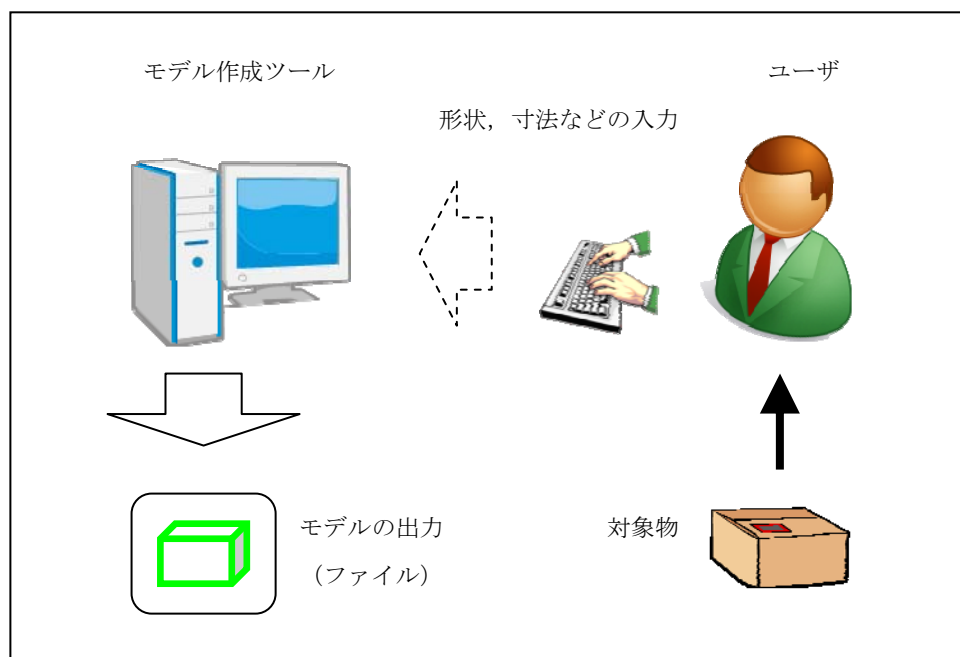 モデル作成ツール
ユーザ
形状，寸法などの入力
モデルの出力
（ファイル）
対象物